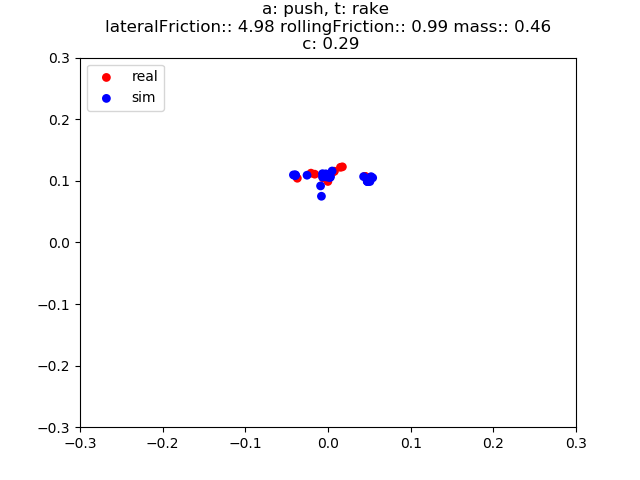 a: push, t: rake
lateralFriction:: 4.98 rollingFriction:: 0.99 mass:: 0.46
c: 0.29
real
sim
0.3
0.2
0.1
0.0
−0.1
−0.2
−0.3
−0.3
−0.2
−0.1
0.0
0.1
0.2
0.3